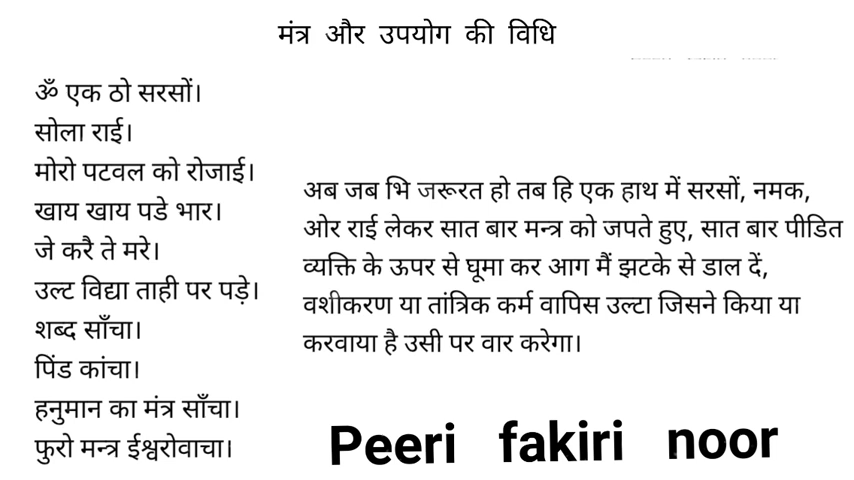 मंत्र और उपयोग की विधि
ॐ एक ठो सरसों।
सोला राई।
मोरो पटवल को रोजाई।
खाय खाय पडे भार।
जे करै ते मरे।
उल्ट विद्या ताही पर पड़े।
शब्द साँचा।
पिंड कांचा।
हनुमान का मंत्र साँचा।
फुरो मन्त्र ईश्वरोवाचा।
अब जब भि जरूरत हो तब हि एक हाथ में सरसों, नमक,
ओर राई लेकर सात बार मन्त्र को जपते हुए, सात बार पीडित
व्यक्ति के ऊपर से घूमा कर आग मैं झटके से डाल दें,
वशीकरण या तांत्रिक कर्म वापिस उल्टा जिसने किया या
करवाया है उसी पर वार करेगा।
Peeri fakiri noor